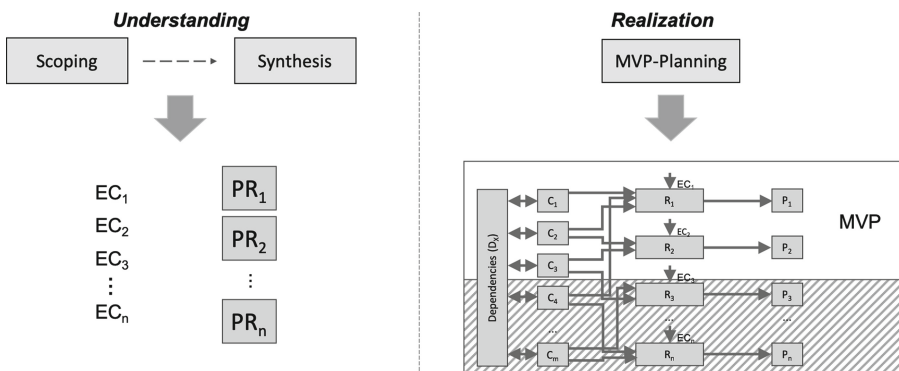 Understanding
Scoping
Synthesis
EC1
EC2
EC3
⋮
ECn
PR1
PR2
⋮
PRn
Realization
MVP-Planning
Dependencies (Dx)
C1
C2
C3
C4
...
Cm
EC1
R1
EC2
R2
EC3
R3
...
ECn
Rn
P1
P2
P3
...
Pn
MVP